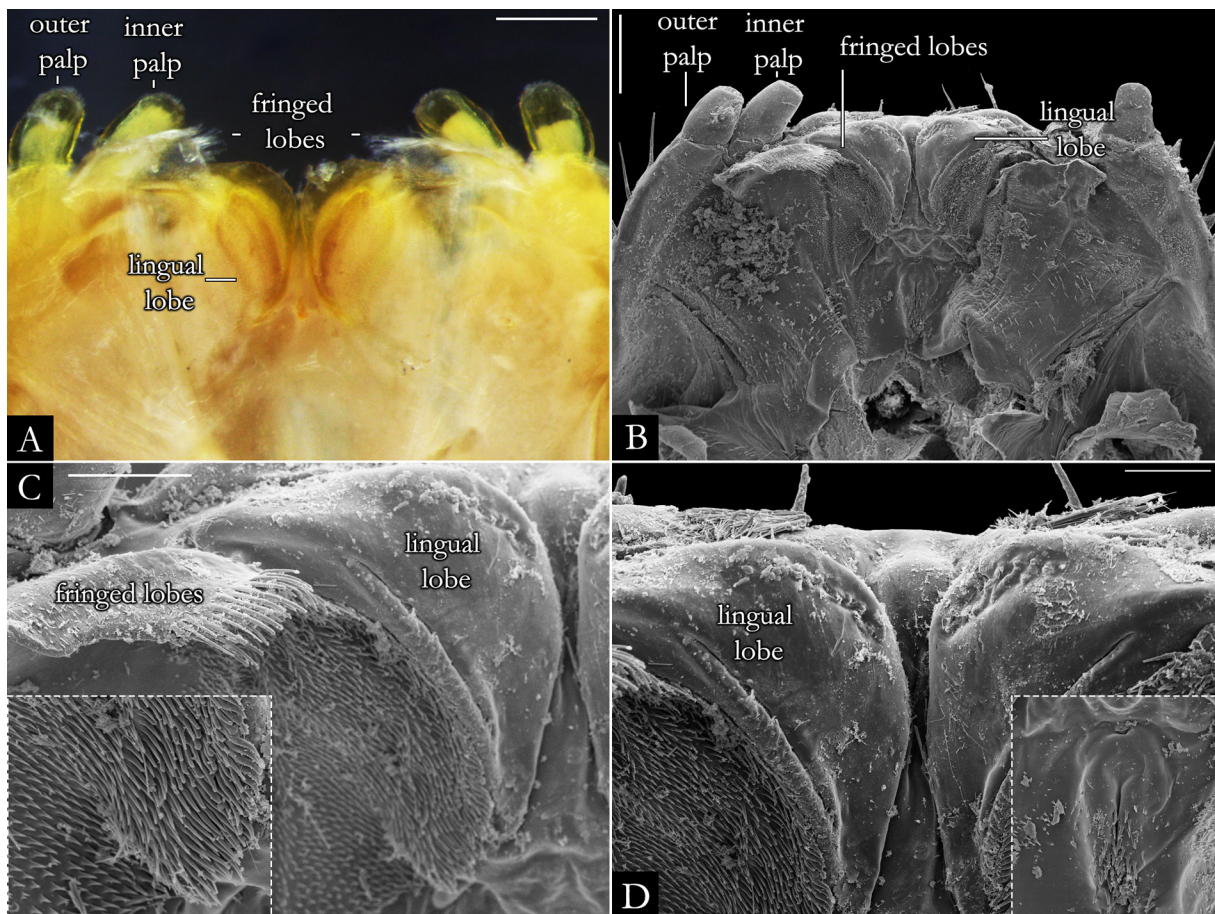 outer
palp
inner
palp
fringed
lobes
lingual
lobe
A
outer
palp
inner
palp
fringed lobes
lingual
lobe
B
C
fringed lobes
lingual
lobe
lingual
lobe
D